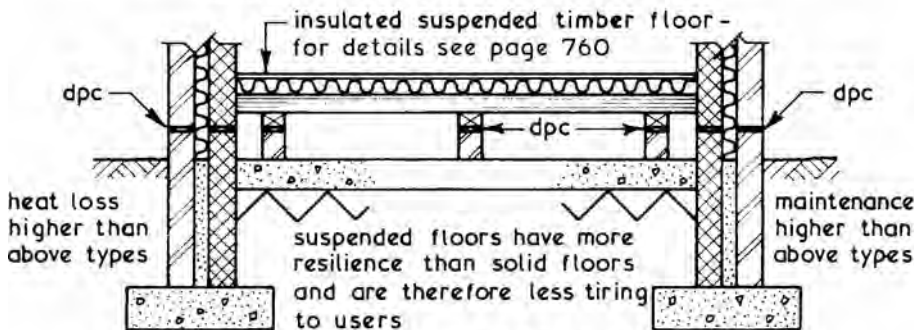 insulated suspended timber floor -
for details see page 760
dpc
dpc
dpc
heat loss
higher than
above types
suspended floors have more
resilience than solid floors
and are therefore less tiring
to users
maintenance
higher than
above types